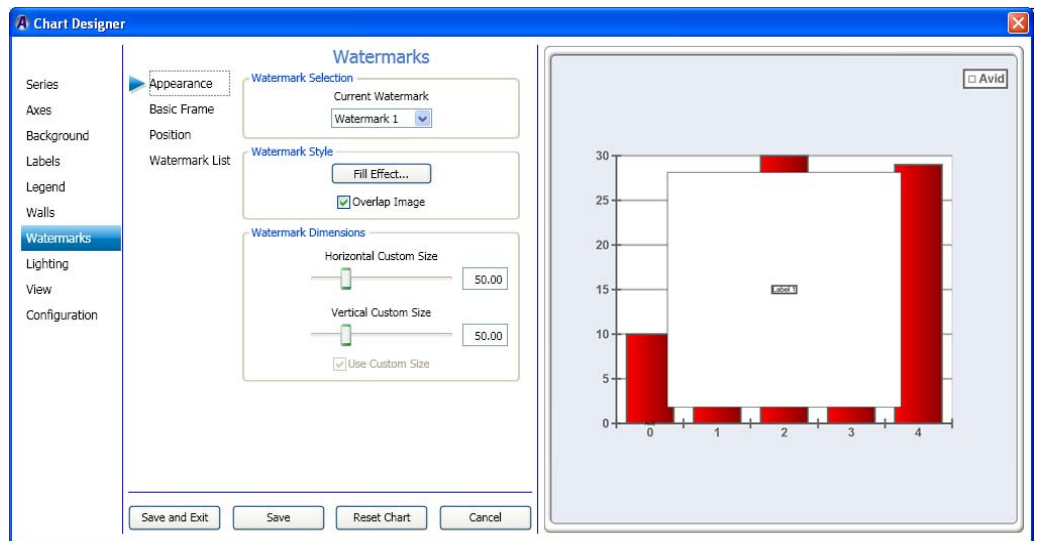 Chart Designer
Series
Axes
Background
Labels
Legend
Walls
Watermarks
Lighting
View
Configuration
Appearance
Basic Frame
Position
Watermark List
Watermarks
Watermark Selection
Current Watermark
Watermark 1
Watermark Style
Fill Effect...
Overlap Image
Watermark Dimensions
Horizontal Custom Size
50.00
Vertical Custom Size
50.00
Use Custom Size
Save and Exit
Save
Reset Chart
Cancel
Avid
30
25
20
15
10
5
0
Label 1
0 1 2 3 4